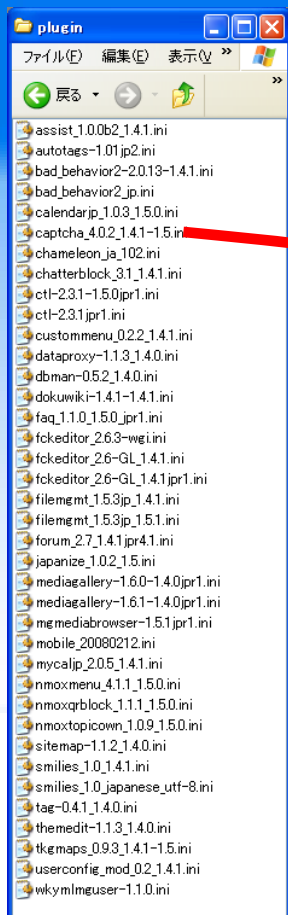 plugin
ファイル(F) 編集(E) 表示(V »
戻る »
assist_1.0.0b2_1.4.1.ini
autotags-1.01jp2.ini
bad_behavior2-2.0.13-1.4.1.ini
bad_behavior2_jp.ini
calendarjp_1.0.3_1.5.0.ini
captcha_4.0.2_1.4.1-1.5.in
chameleon_ja_102.ini
chatterblock_3.1_1.4.1.ini
ctl-2.3.1-1.5.0jpr1.ini
ctl-2.3.1jpr1.ini
custommenu_0.2.2_1.4.1.ini
dataproxy-1.1.3_1.4.0.ini
dbman-0.5.2_1.4.0.ini
dokuwiki-1.4.1-1.4.1.ini
faq_1.1.0_1.5.0_jpr1.ini
fckeditor_2.6.3-wgi.ini
fckeditor_2.6-GL_1.4.1.ini
fckeditor_2.6-GL_1.4.1jpr1.ini
filemgmt_1.5.3jp_1.4.1.ini
filemgmt_1.5.3jp_1.5.1.ini
forum_2.7_1.4.1jpr4.1.ini
japanize_1.0.2_1.5.ini
mediagallery-1.6.0-1.4.0jpr1.ini
mediagallery-1.6.1-1.4.0jpr1.ini
mgmediabrowser-1.5.1jpr1.ini
mobile_20080212.ini
mycaljp_2.0.5_1.4.1.ini
nmoxmenu_4.1.1_1.5.0.ini
nmoxqrblock_1.1.1_1.5.0.ini
nmoxtopicown_1.0.9_1.5.0.ini
sitemap-1.1.2_1.4.0.ini
smilies_1.0_1.4.1.ini
smilies_1.0_japanese_utf-8.ini
tag-0.4.1_1.4.0.ini
themedit-1.1.3_1.4.0.ini
tkgmaps_0.9.3_1.4.1-1.5.ini
userconfig_mod_0.2_1.4.1.ini
wkymlmguser-1.1.0.ini